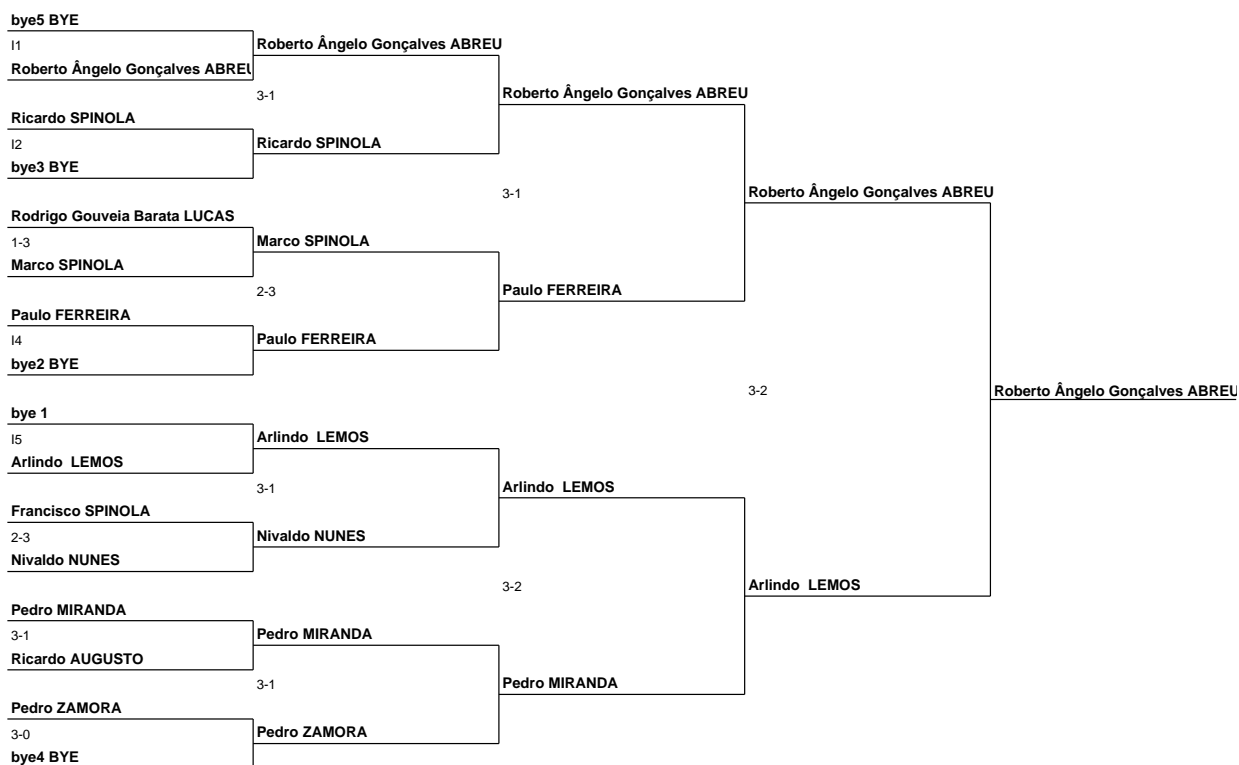 bye5 BYE
I1
Roberto Ângelo Gonçalves ABREU
Ricardo SPINOLA
I2
bye3 BYE
Rodrigo Gouveia Barata LUCAS
1-3
Marco SPINOLA
Paulo FERREIRA
I4
bye2 BYE
bye 1
I5
Arlindo LEMOS
Francisco SPINOLA
2-3
Nivaldo NUNES
Pedro MIRANDA
3-1
Ricardo AUGUSTO
Pedro ZAMORA
3-0
bye4 BYE
Roberto Ângelo Gonçalves ABREU
3-1
Ricardo SPINOLA
Marco SPINOLA
2-3
Paulo FERREIRA
Arlindo LEMOS
3-1
Nivaldo NUNES
Pedro MIRANDA
3-1
Pedro ZAMORA
Roberto Ângelo Gonçalves ABREU
3-1
Paulo FERREIRA
Arlindo LEMOS
3-2
Pedro MIRANDA
Roberto Ângelo Gonçalves ABREU
3-2
Arlindo LEMOS
Roberto Ângelo Gonçalves ABREU